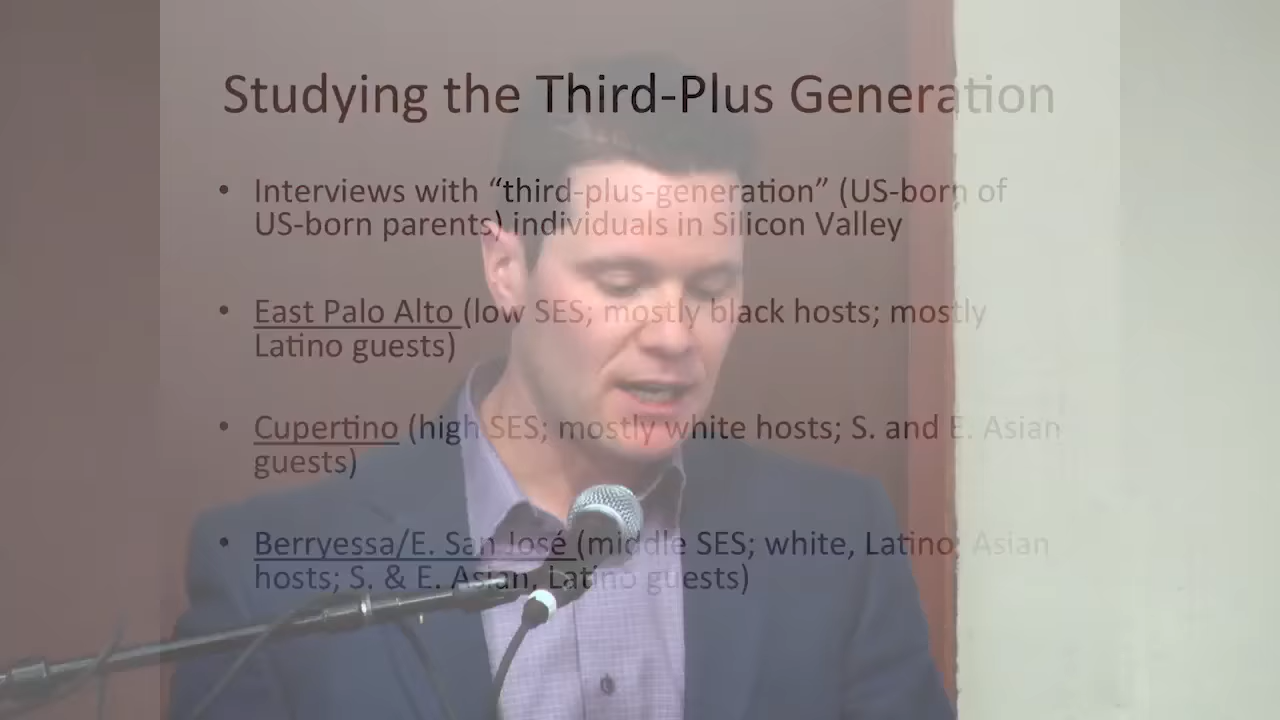 Studying the Third-Plus Generation
• Interviews with “third-plus-generation” (US-born of
US-born parents) individuals in Silicon Valley
• East Palo Alto (low SES; mostly black hosts; mostly
Latino guests)
• Cupertino (high SES; mostly white hosts; S. and E. Asian
guests)
• Berryessa/E. San José (middle SES; white, Latino, Asian
hosts; S. & E. Asian, Latino guests)